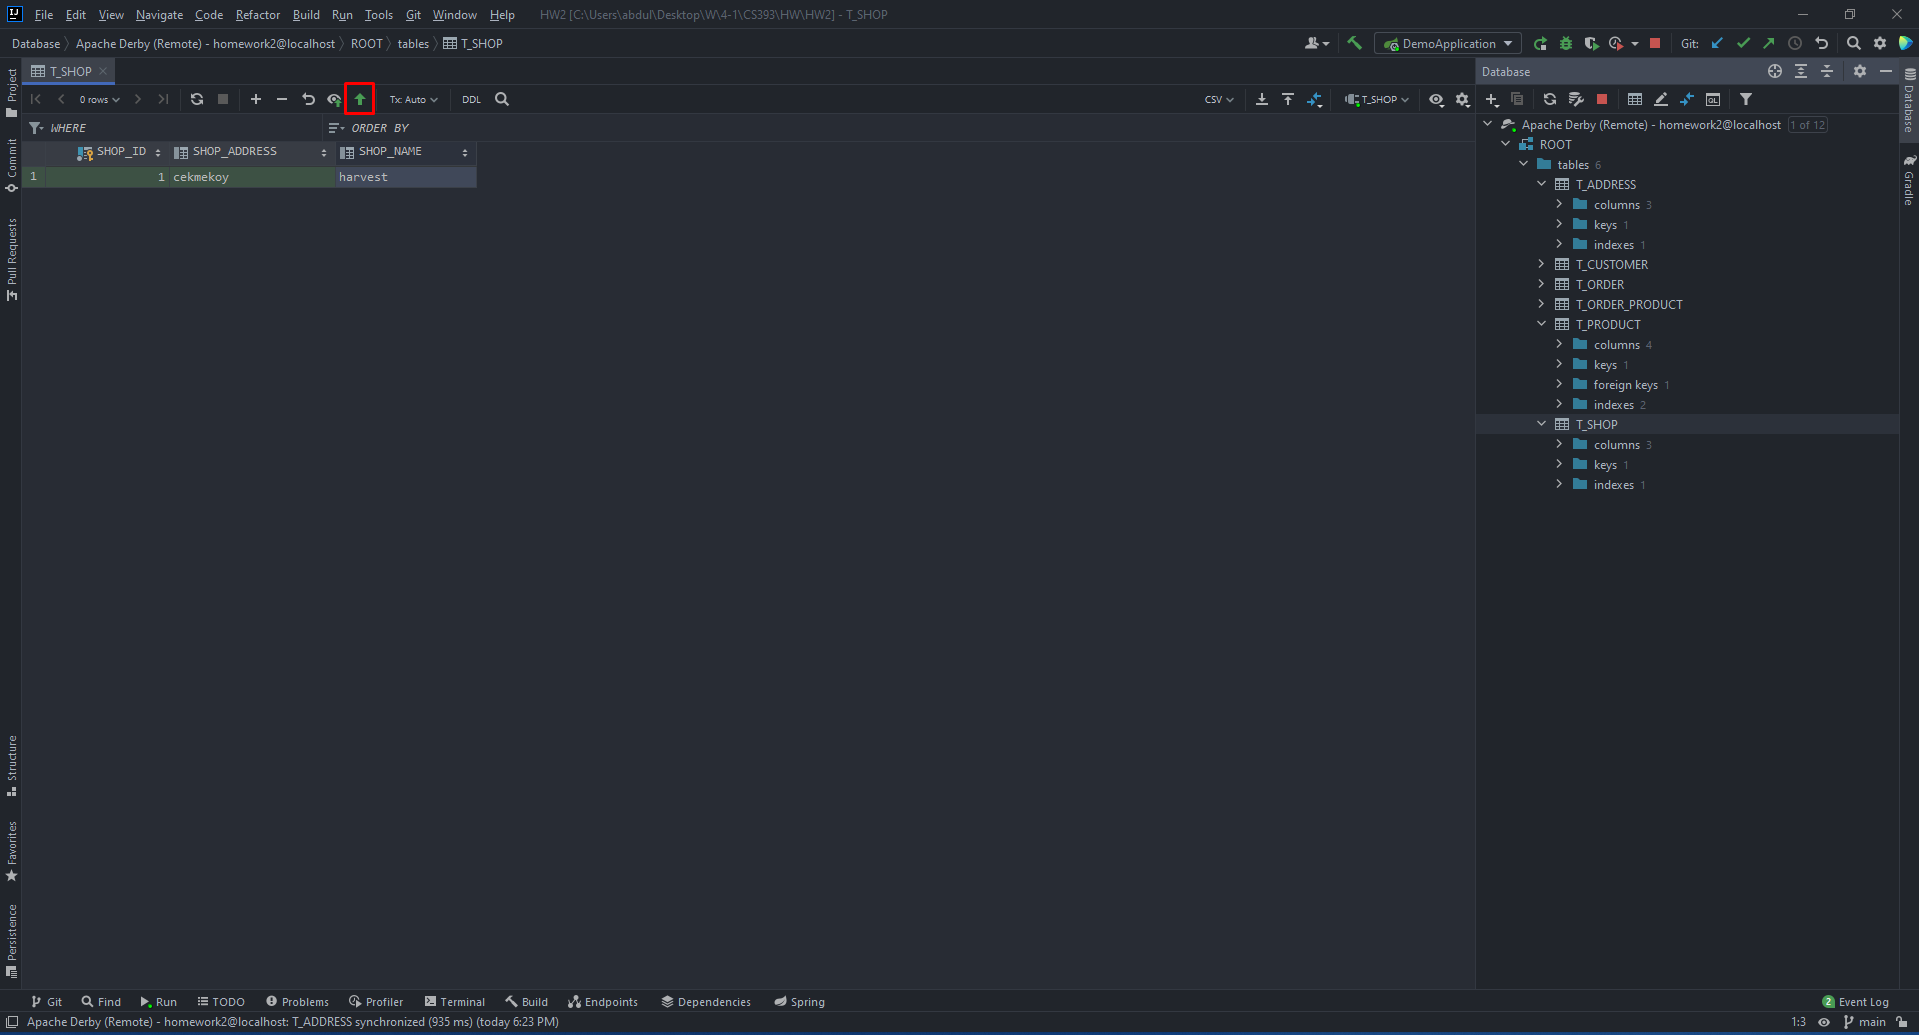 File Edit View Navigate Code Refactor Build Run Tools Git Window Help HW2 [C:\Users\abdul\Desktop\W\4-1\CS393\HW\HW2] - T_SHOP
Database Apache Derby (Remote) - homework2@localhost ROOT tables T_SHOP
DemoApplication Git:
T_SHOP
Database
0 rows Tx: Auto DDL CSV T_SHOP
WHERE ORDER BY
SHOP_ID SHOP_ADDRESS SHOP_NAME
1 1 cekmekoy harvest
Apache Derby (Remote) - homework2@localhost 1 of 12
ROOT
tables 6
T_ADDRESS
columns 3
keys 1
indexes 1
T_CUSTOMER
T_ORDER
T_ORDER_PRODUCT
T_PRODUCT
columns 4
keys 1
foreign keys 1
indexes 2
T_SHOP
columns 3
keys 1
indexes 1
Project
Commit
Pull Requests
Structure
Favorites
Persistence
Database
Gradle
Git Find Run TODO Problems Profiler Terminal Build Endpoints Dependencies Spring 2 Event Log
Apache Derby (Remote) - homework2@localhost: T_ADDRESS synchronized (935 ms) (today 6:23 PM) 1:3 main